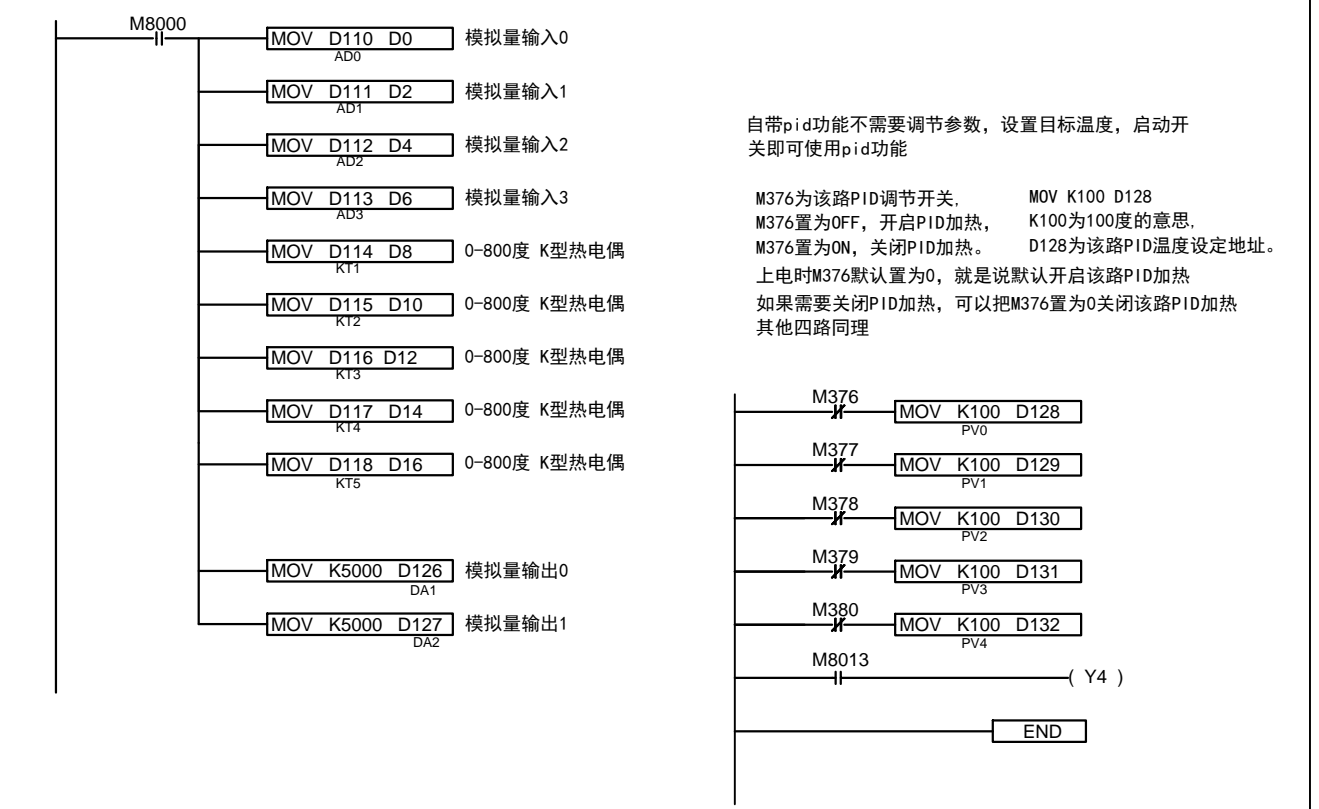 M8000
MOV D110 D0 模拟量输入0
AD0
MOV D111 D2 模拟量输入1
AD1
MOV D112 D4 模拟量输入2
AD2
MOV D113 D6 模拟量输入3
AD3
MOV D114 D8 0-800度 K型热电偶
KT1
MOV D115 D10 0-800度 K型热电偶
KT2
MOV D116 D12 0-800度 K型热电偶
KT3
MOV D117 D14 0-800度 K型热电偶
KT4
MOV D118 D16 0-800度 K型热电偶
KT5
MOV K5000 D126 模拟量输出0
DA1
MOV K5000 D127 模拟量输出1
DA2
自带pid功能不需要调节参数，设置目标温度，启动开
关即可使用pid功能
M376为该路PID调节开关,
M376置为OFF，开启PID加热，
M376置为ON，关闭PID加热。
MOV K100 D128
K100为100度的意思,
D128为该路PID温度设定地址。
上电时M376默认置为0，就是说默认开启该路PID加热
如果需要关闭PID加热，可以把M376置为0关闭该路PID加热
其他四路同理
M376
MOV K100 D128
PV0
M377
MOV K100 D129
PV1
M378
MOV K100 D130
PV2
M379
MOV K100 D131
PV3
M380
MOV K100 D132
PV4
M8013
( Y4 )
END